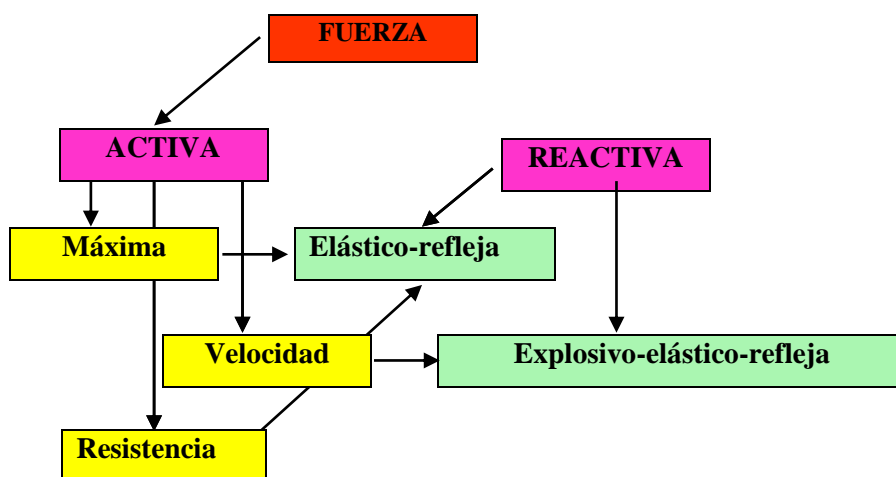 FUERZA
ACTIVA
REACTIVA
Máxima
Elástico-refleja
Velocidad
Explosivo-elástico-refleja
Resistencia